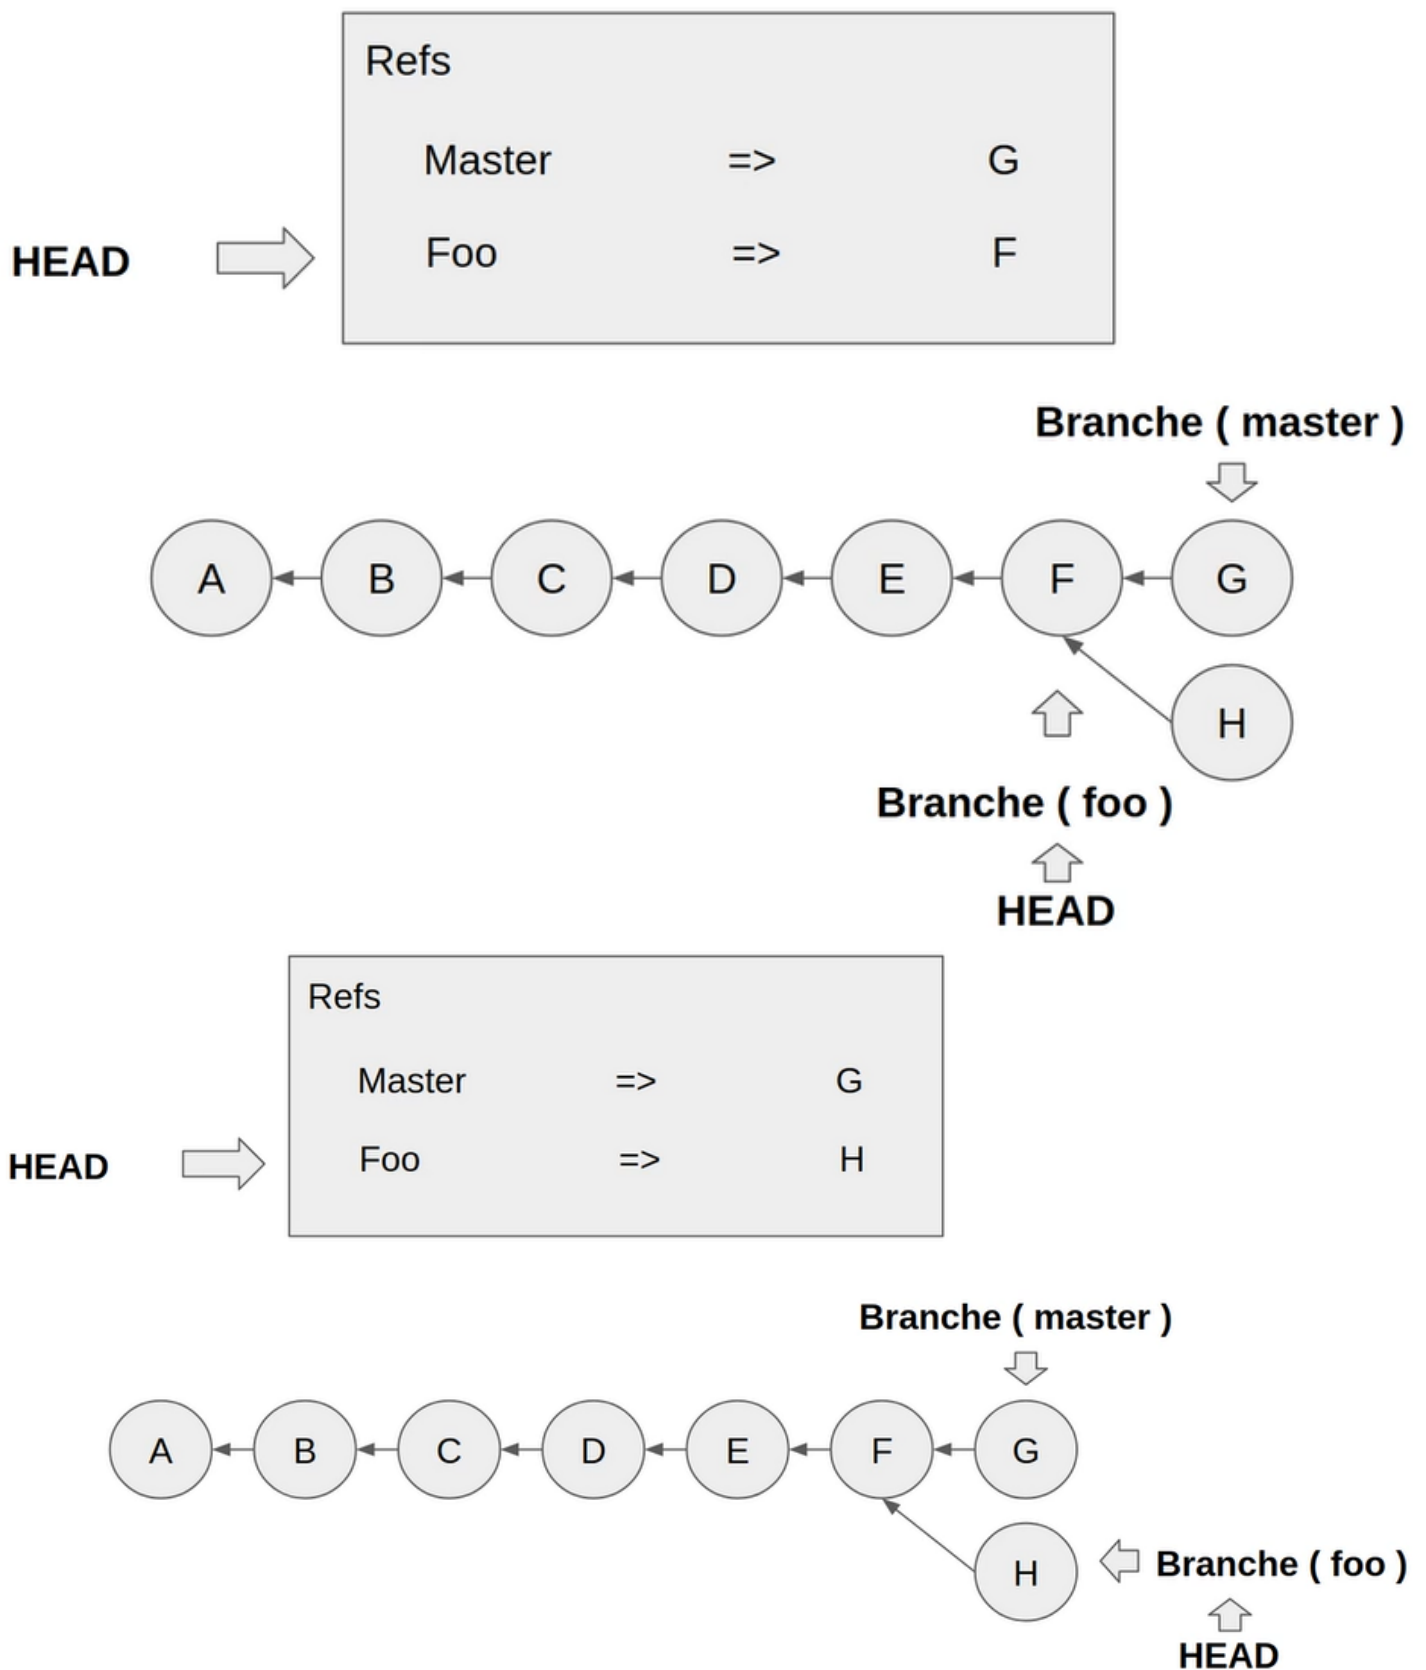 Refs
Master => G
HEAD
Foo => F
Branche ( master )
A B C D E F G
H
Branche ( foo )
HEAD
Refs
Master => G
HEAD
Foo => H
Branche ( master )
A B C D E F G
H
Branche ( foo )
HEAD